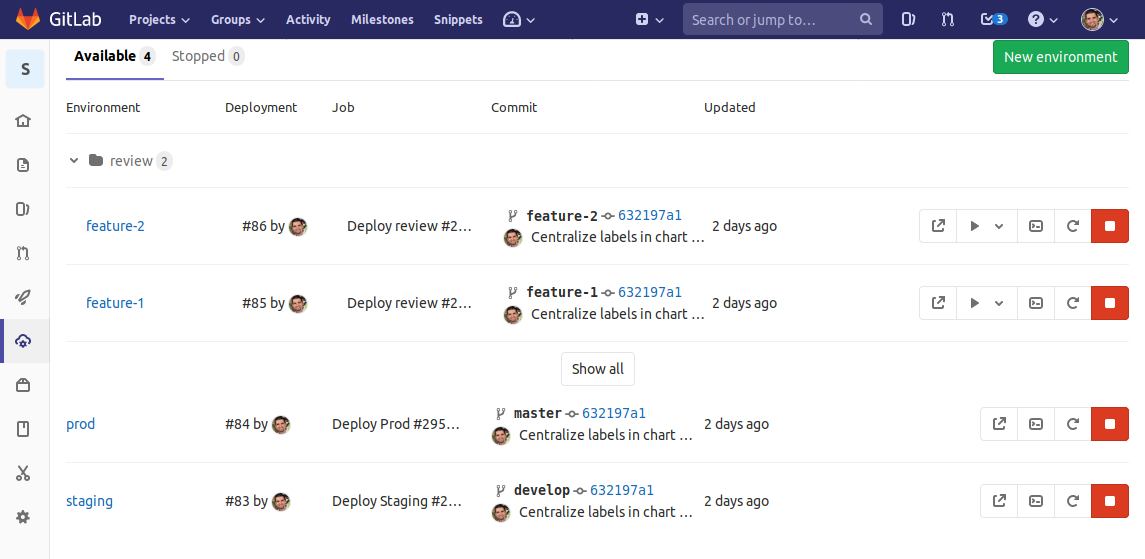 GitLab Projects Groups Activity Milestones Snippets Search or jump to... 3
S Available 4 Stopped 0 New environment
Environment Deployment Job Commit Updated
review 2
feature-2 #86 by Deploy review #2... feature-2 632197a1 2 days ago
Centralize labels in chart ...
feature-1 #85 by Deploy review #2... feature-1 632197a1 2 days ago
Centralize labels in chart ...
Show all
prod #84 by Deploy Prod #295... master 632197a1 2 days ago
Centralize labels in chart ...
staging #83 by Deploy Staging #2... develop 632197a1 2 days ago
Centralize labels in chart ...